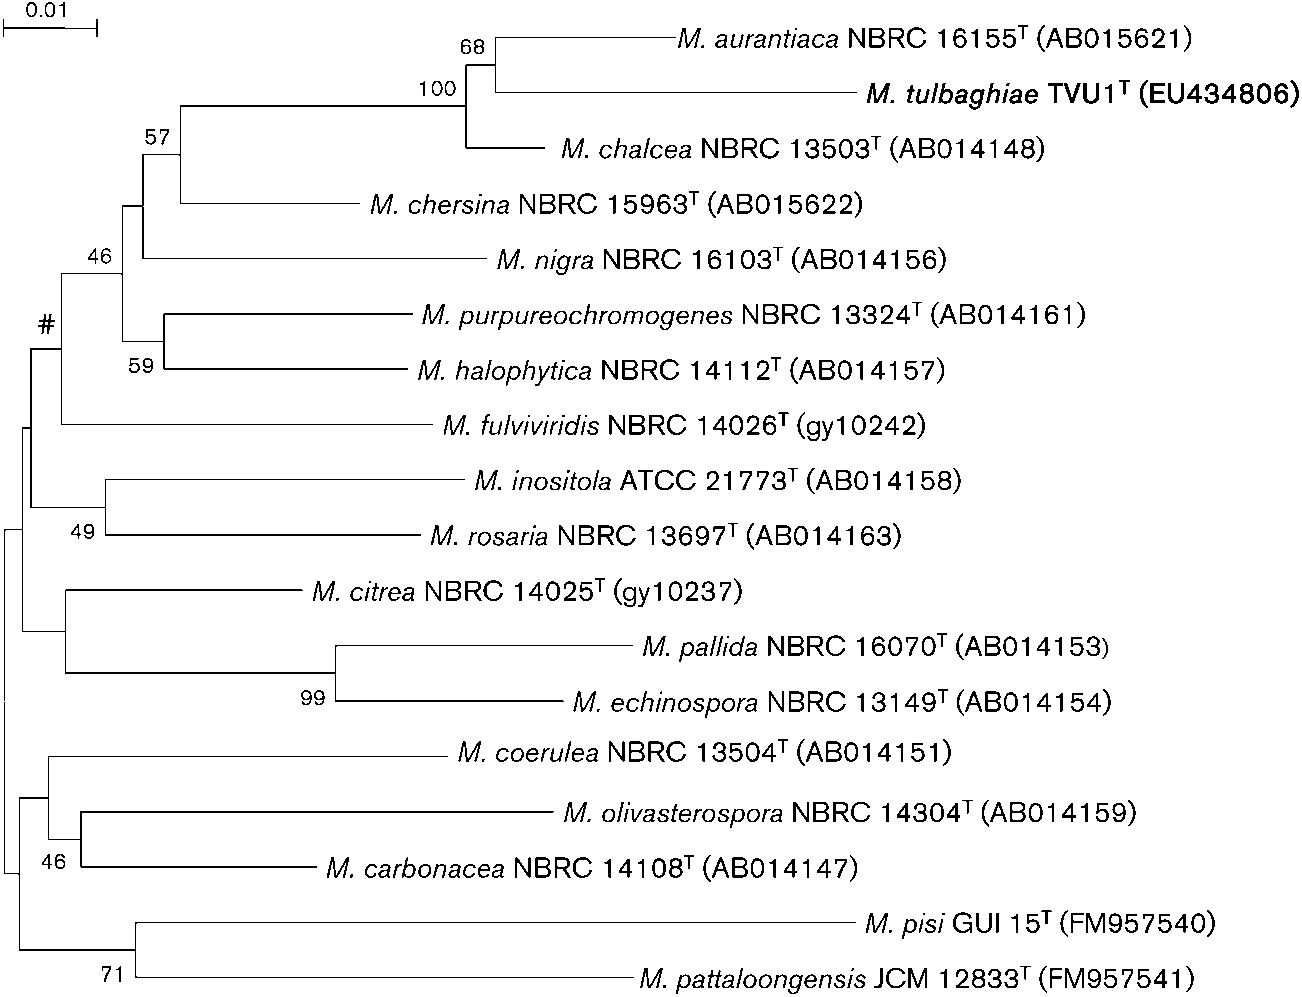 0.01
68
M. aurantiaca NBRC 16155ᵀ (AB015621)
100
M. tulbaghiae TVU1ᵀ (EU434806)
57
M. chalcea NBRC 13503ᵀ (AB014148)
M. chersina NBRC 15963ᵀ (AB015622)
46
M. nigra NBRC 16103ᵀ (AB014156)
#
M. purpureochromogenes NBRC 13324ᵀ (AB014161)
59
M. halophytica NBRC 14112ᵀ (AB014157)
M. fulviviridis NBRC 14026ᵀ (gy10242)
M. inositola ATCC 21773ᵀ (AB014158)
49
M. rosaria NBRC 13697ᵀ (AB014163)
M. citrea NBRC 14025ᵀ (gy10237)
M. pallida NBRC 16070ᵀ (AB014153)
99
M. echinospora NBRC 13149ᵀ (AB014154)
M. coerulea NBRC 13504ᵀ (AB014151)
M. olivasterospora NBRC 14304ᵀ (AB014159)
46
M. carbonacea NBRC 14108ᵀ (AB014147)
M. pisi GUI 15ᵀ (FM957540)
71
M. pattaloongensis JCM 12833ᵀ (FM957541)